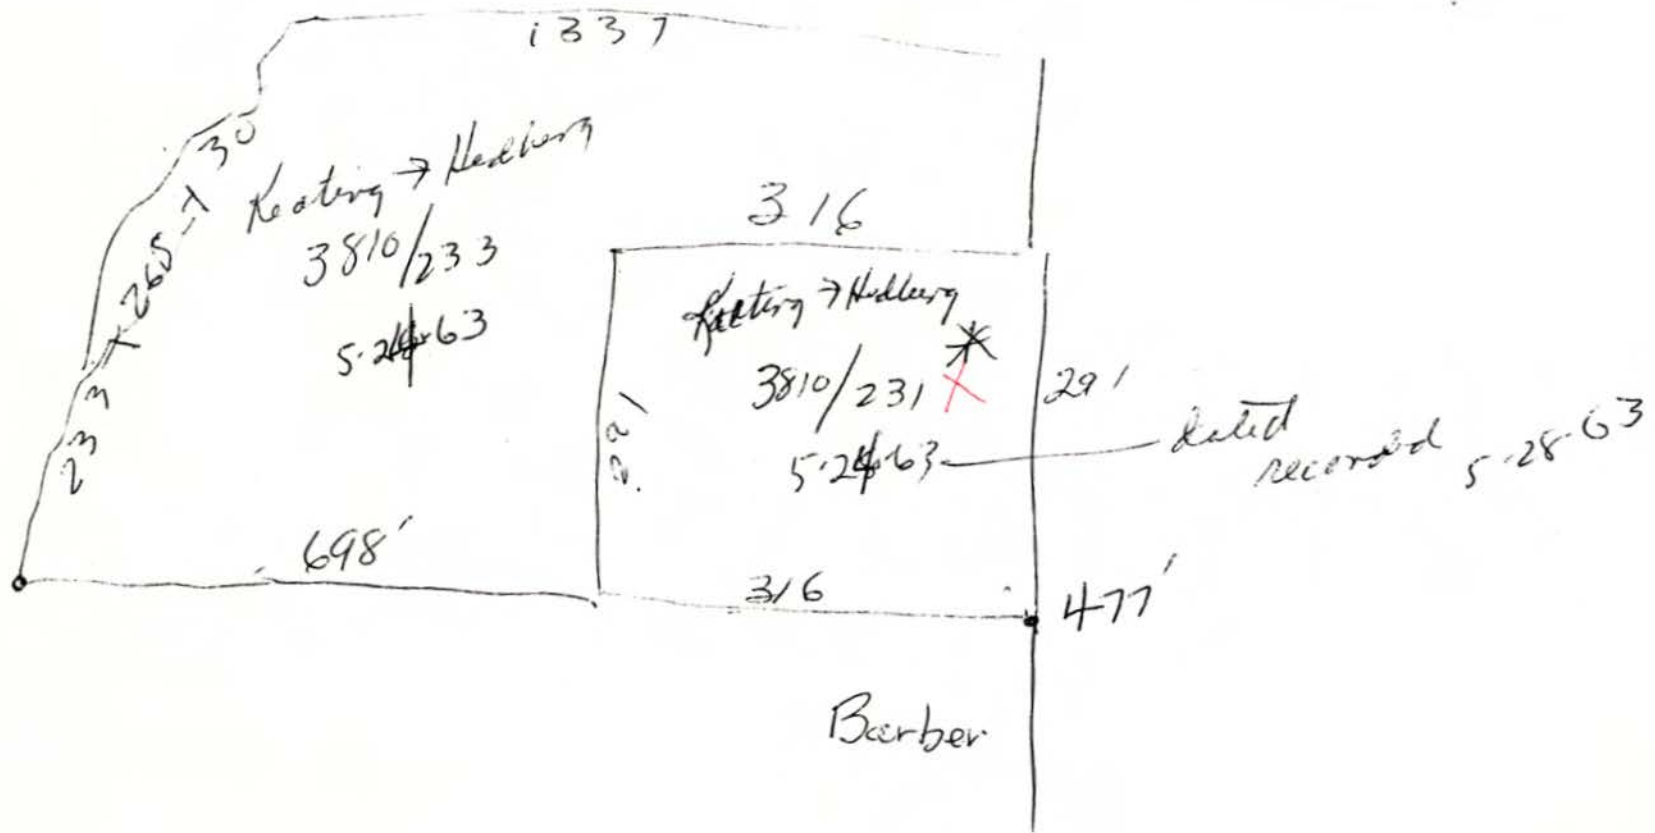 1337
30
Keating → Hedberg
3810/233
5.24.63
265
233
698'
316
Keating → Hedberg
3810/231
5.24.63
291
291
dated
recorded 5.28.63
316
477'
Barber